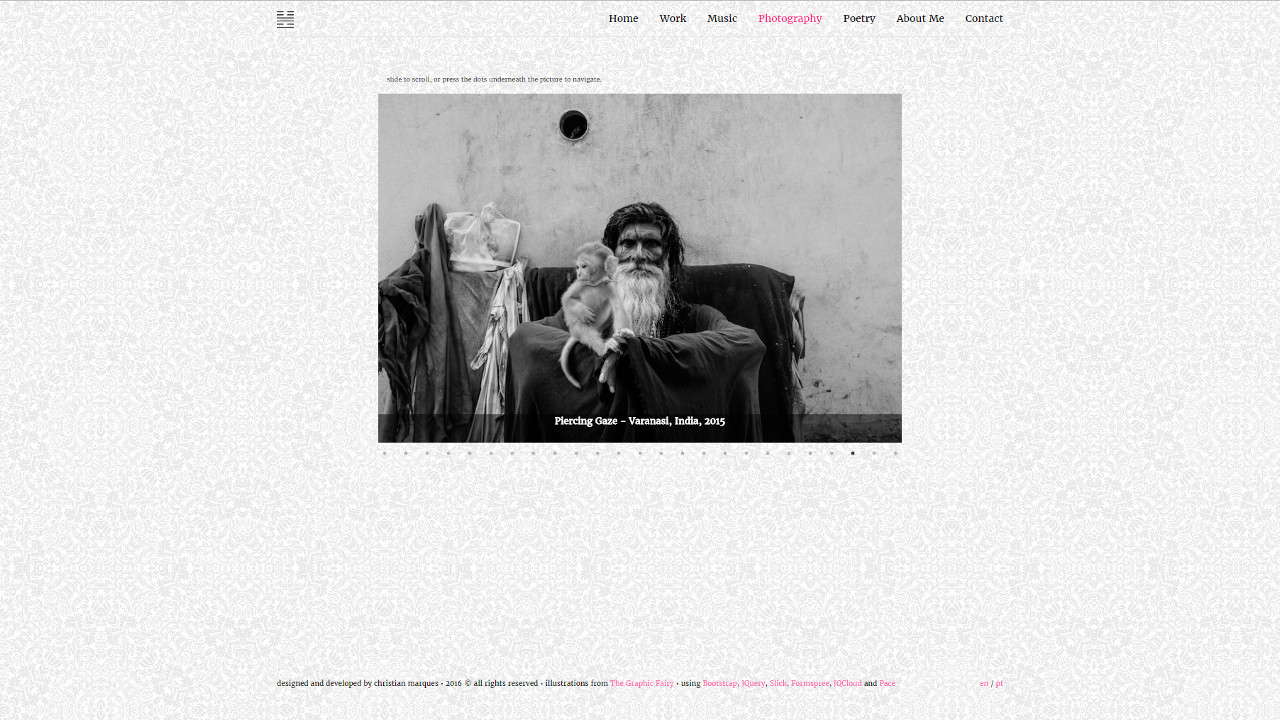 Home Work Music Photography Poetry About Me Contact
slide to scroll, or press the dots underneath the picture to navigate.
Piercing Gaze - Varanasi, India, 2015
designed and developed by christian marques • 2016 © all rights reserved • illustrations from The Graphic Fairy • using Bootstrap, JQuery, Slick, Formspree, JQCloud and Pace en / pt